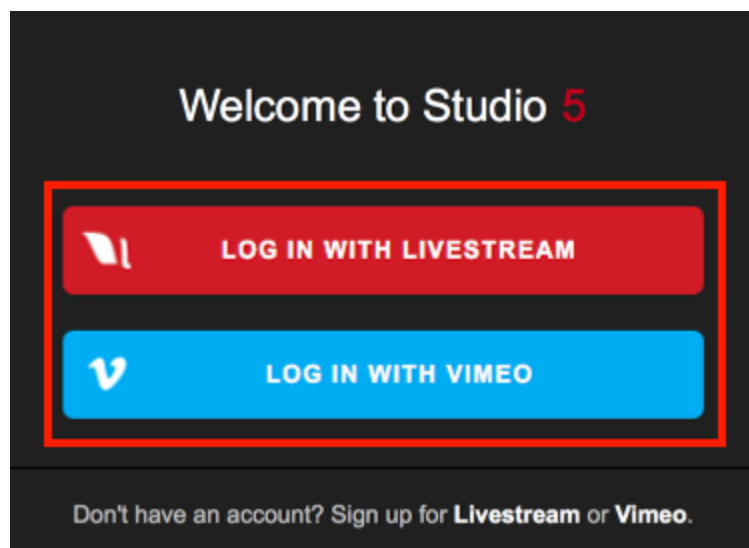 Welcome to Studio 5
LOG IN WITH LIVESTREAM
LOG IN WITH VIMEO
Don't have an account? Sign up for Livestream or Vimeo.